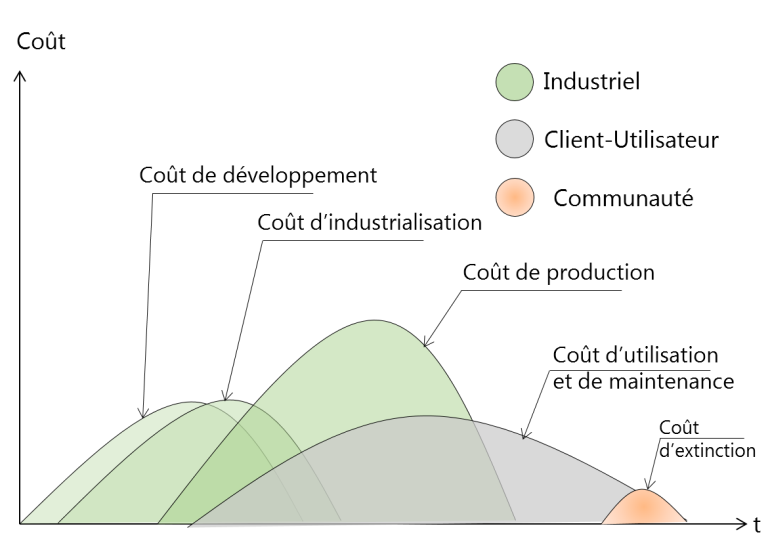 Coût
Industriel
Client-Utilisateur
Communauté
Coût de développement
Coût d’industrialisation
Coût de production
Coût d’utilisation
et de maintenance
Coût
d’extinction
t